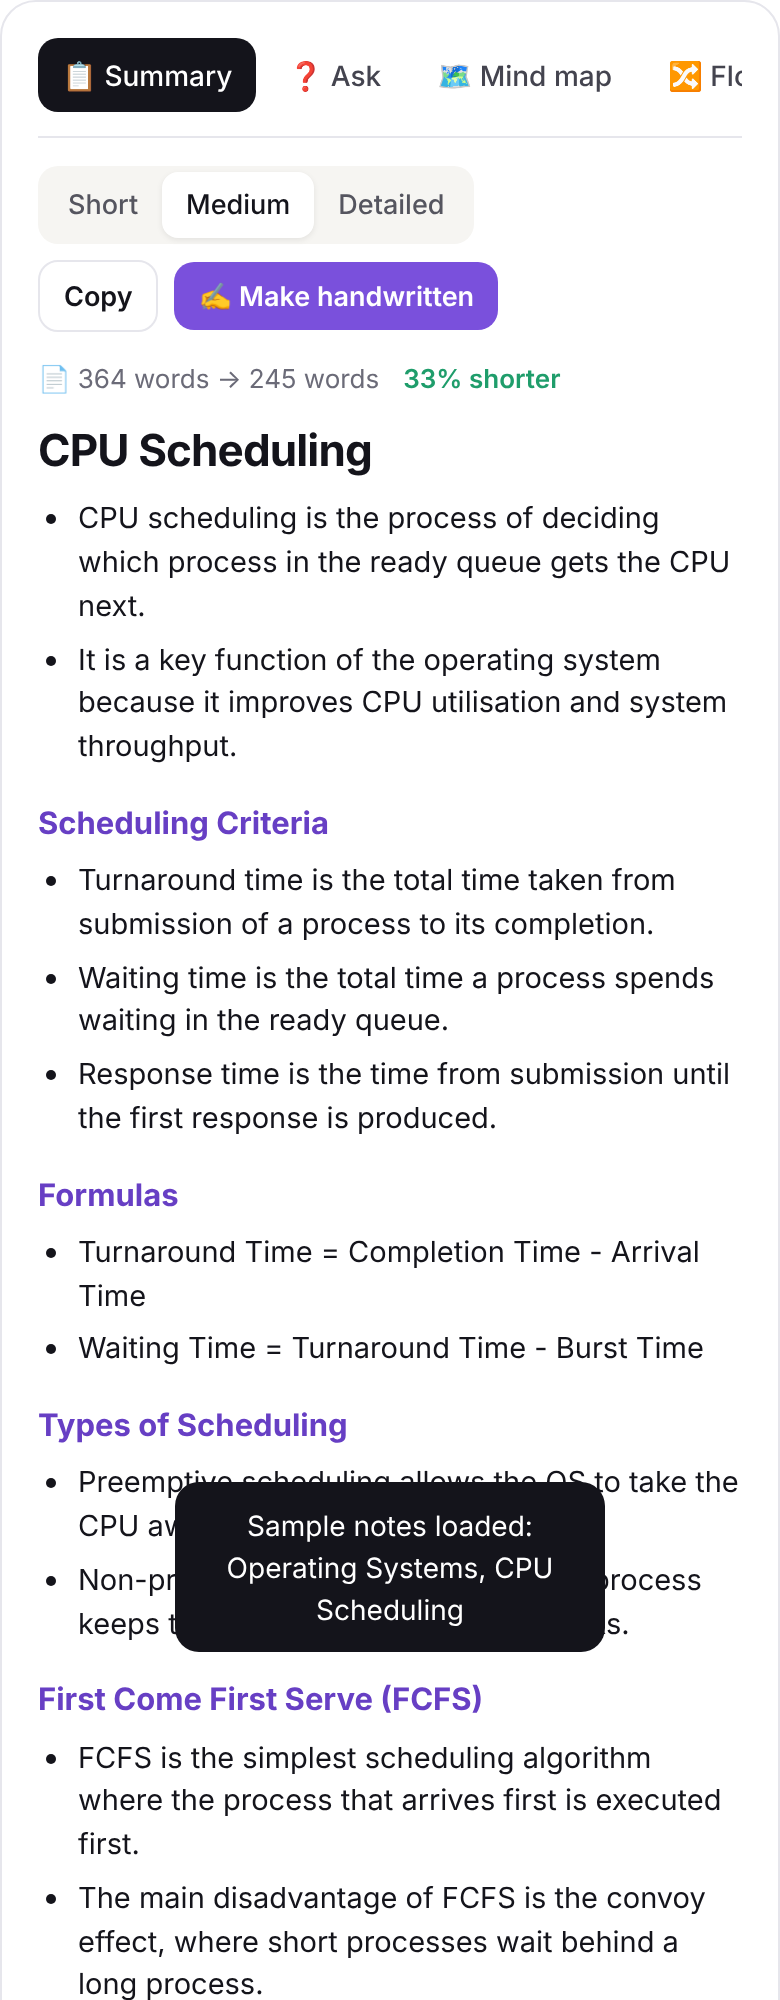 📋 Summary ❓ Ask 🗺️ Mind map 🔀
Short Medium Detailed
Copy ✍️ Make handwritten
📄 364 words → 245 words 33% shorter
CPU Scheduling
• CPU scheduling is the process of deciding
which process in the ready queue gets the CPU
next.
• It is a key function of the operating system
because it improves CPU utilisation and system
throughput.
Scheduling Criteria
• Turnaround time is the total time taken from
submission of a process to its completion.
• Waiting time is the total time a process spends
waiting in the ready queue.
• Response time is the time from submission until
the first response is produced.
Formulas
• Turnaround Time = Completion Time - Arrival
Time
• Waiting Time = Turnaround Time - Burst Time
Types of Scheduling
• Preemptive scheduling allows the OS to take the
CPU
• process
keeps
Sample notes loaded:
Operating Systems, CPU
Scheduling
First Come First Serve (FCFS)
• FCFS is the simplest scheduling algorithm
where the process that arrives first is executed
first.
• The main disadvantage of FCFS is the convoy
effect, where short processes wait behind a
long process.